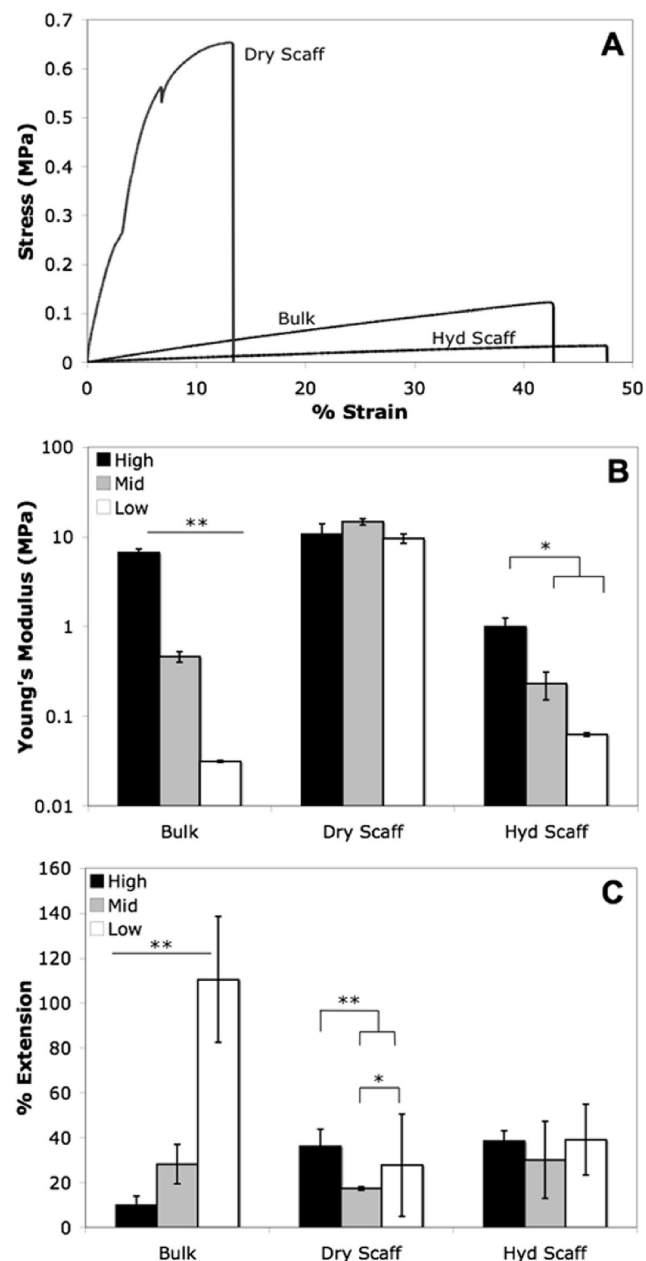 0.7
A
Dry Scaff
0.6
0.5
0.4
0.3
0.2
0.1
0
Stress (MPa)
Bulk
Hyd Scaff
0 10 20 30 40 50
% Strain
100
10
1
0.1
0.01
Young's Modulus (MPa)
High
Mid
Low
B
**
*
Bulk Dry Scaff Hyd Scaff
160
140
120
100
80
60
40
20
0
% Extension
High
Mid
Low
C
**
**
*
Bulk Dry Scaff Hyd Scaff